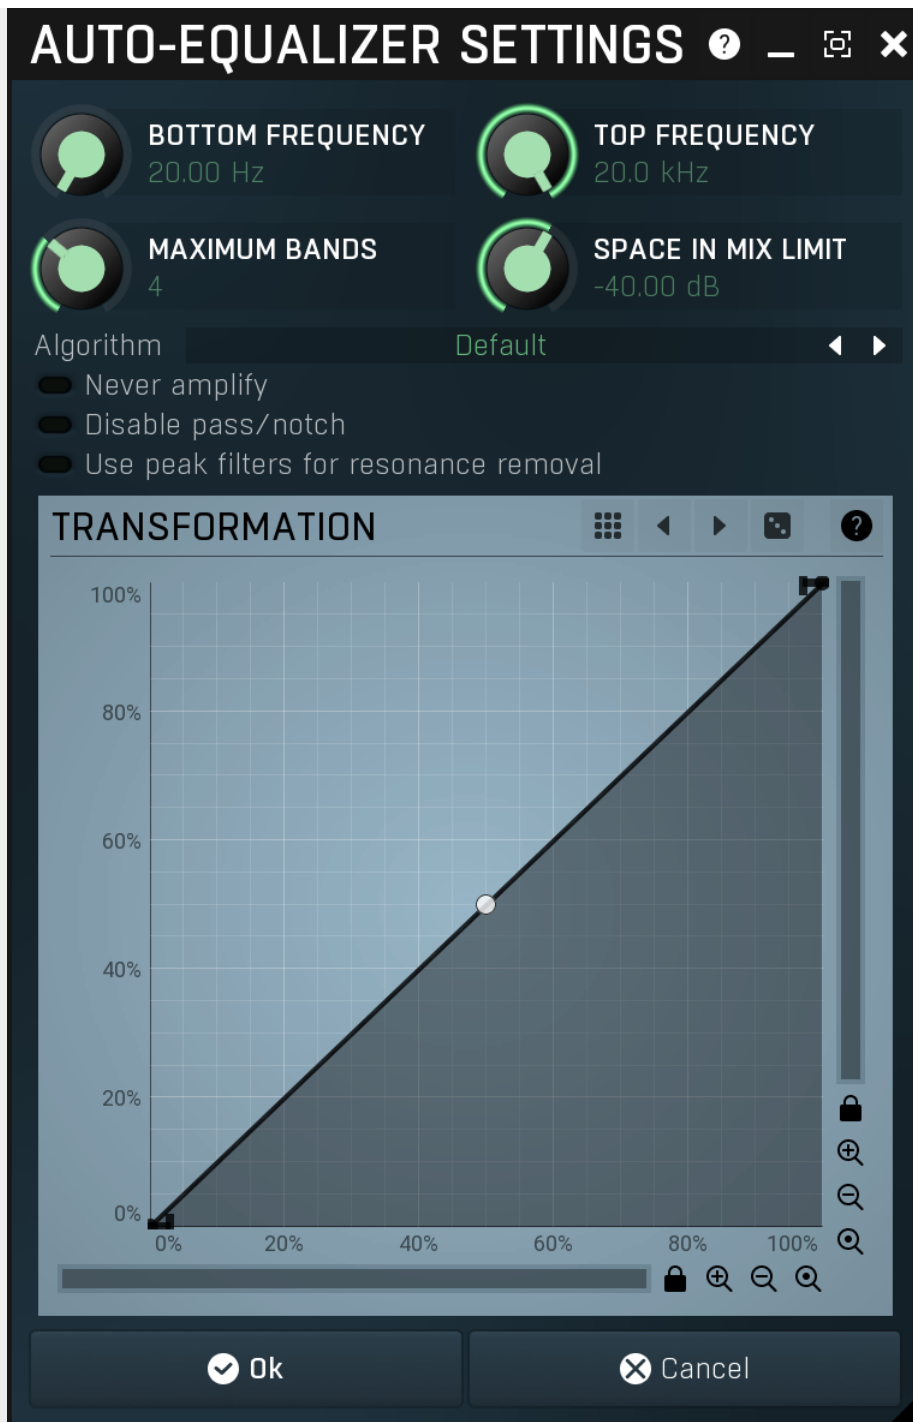 AUTO-EQUALIZER SETTINGS ?
BOTTOM FREQUENCY
20.00 Hz
TOP FREQUENCY
20.0 kHz
MAXIMUM BANDS
4
SPACE IN MIX LIMIT
-40.00 dB
Algorithm Default
Never amplify
Disable pass/notch
Use peak filters for resonance removal
TRANSFORMATION ?
100%
80%
60%
40%
20%
0%
0% 20% 40% 60% 80% 100%
Ok Cancel